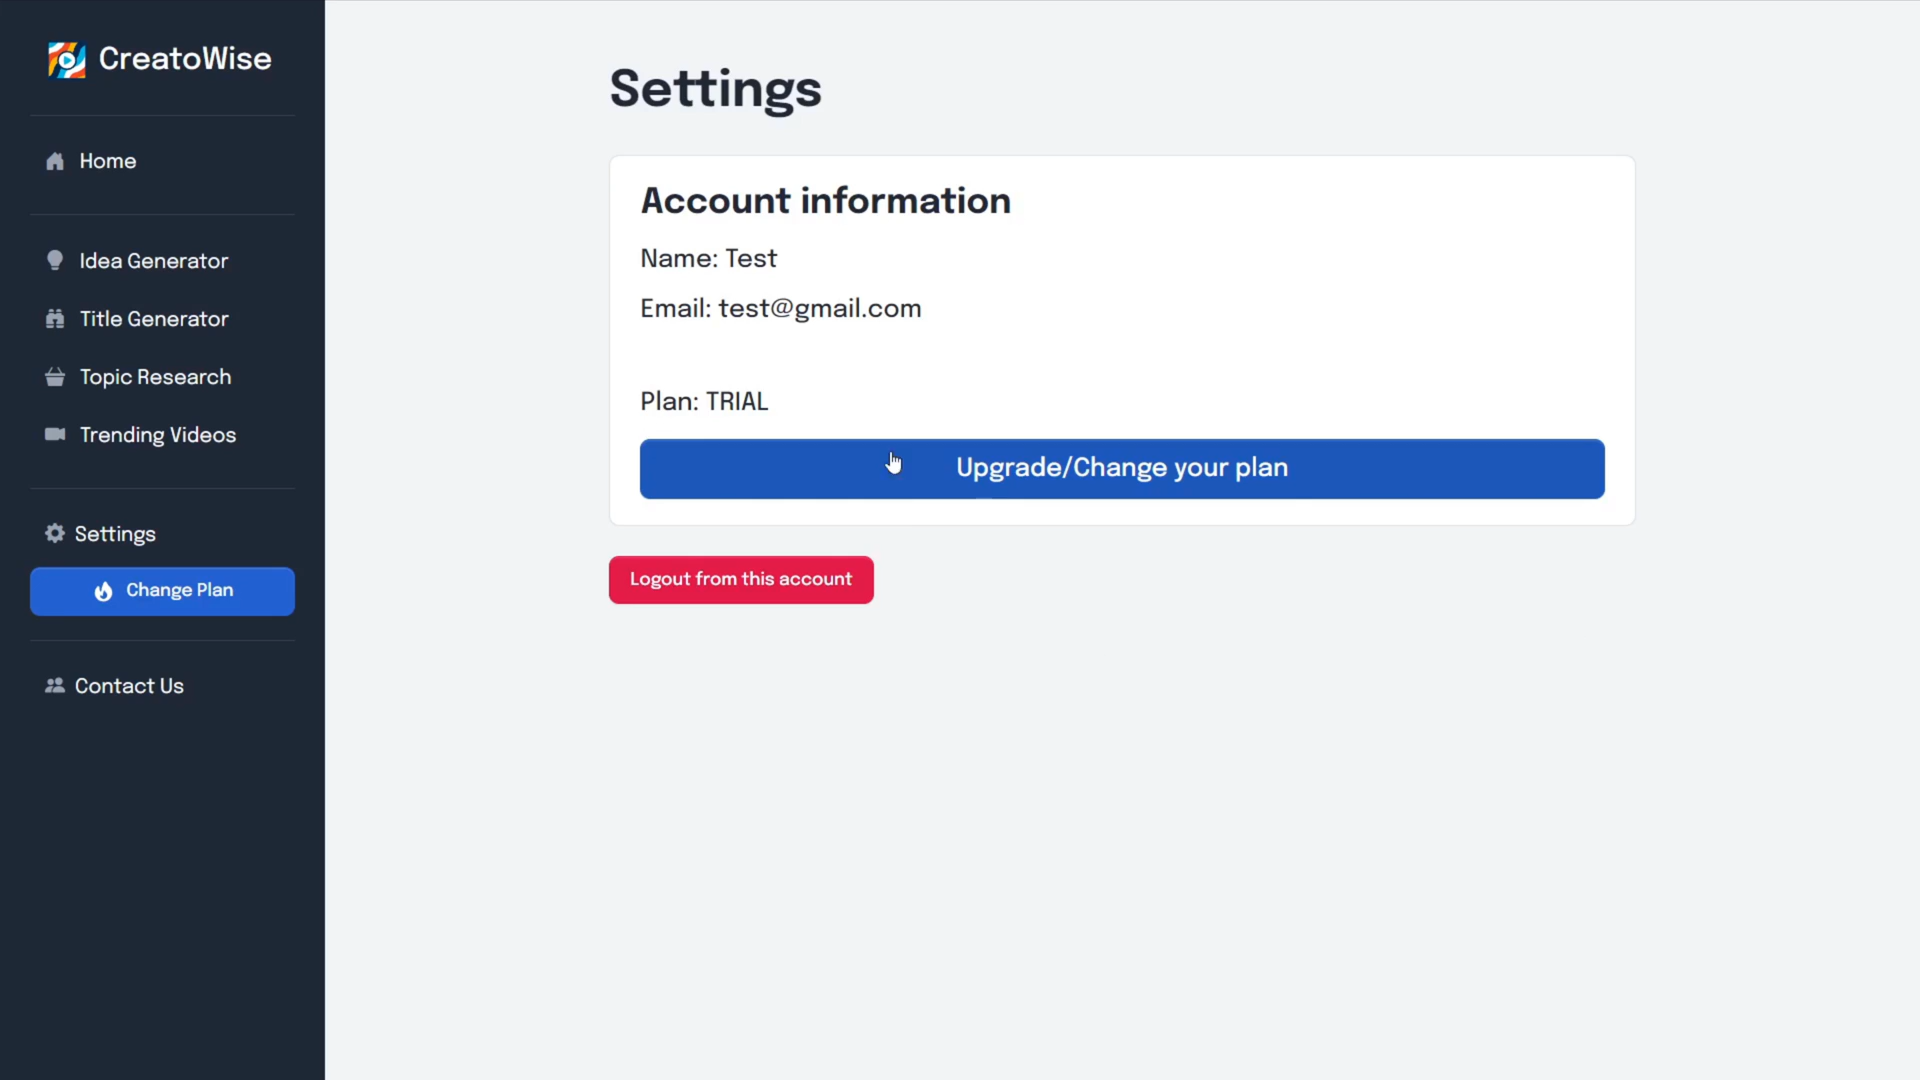 CreatoWise
Home
Idea Generator
Title Generator
Topic Research
Trending Videos
Settings
Change Plan
Contact Us
Settings
Account information
Name: Test
Email: test@gmail.com
Plan: TRIAL
Upgrade/Change your plan
Logout from this account